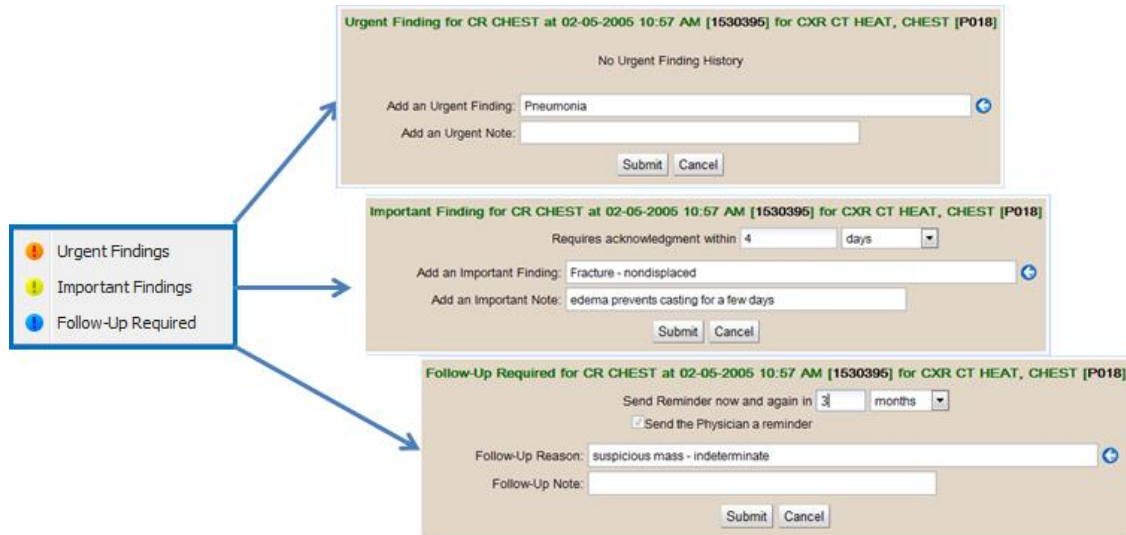 Urgent Finding for CR CHEST at 02-05-2005 10:57 AM [1530395] for CXR CT HEAT, CHEST [P018]
No Urgent Finding History
Add an Urgent Finding: Pneumonia
Add an Urgent Note:
Submit Cancel
Urgent Findings
Important Findings
Follow-Up Required
Important Finding for CR CHEST at 02-05-2005 10:57 AM [1530395] for CXR CT HEAT, CHEST [P018]
Requires acknowledgment within 4 days
Add an Important Finding: Fracture - nondisplaced
Add an Important Note: edema prevents casting for a few days
Submit Cancel
Follow-Up Required for CR CHEST at 02-05-2005 10:57 AM [1530395] for CXR CT HEAT, CHEST [P018]
Send Reminder now and again in 3 months
Send the Physician a reminder
Follow-Up Reason: suspicious mass - indeterminate
Follow-Up Note:
Submit Cancel